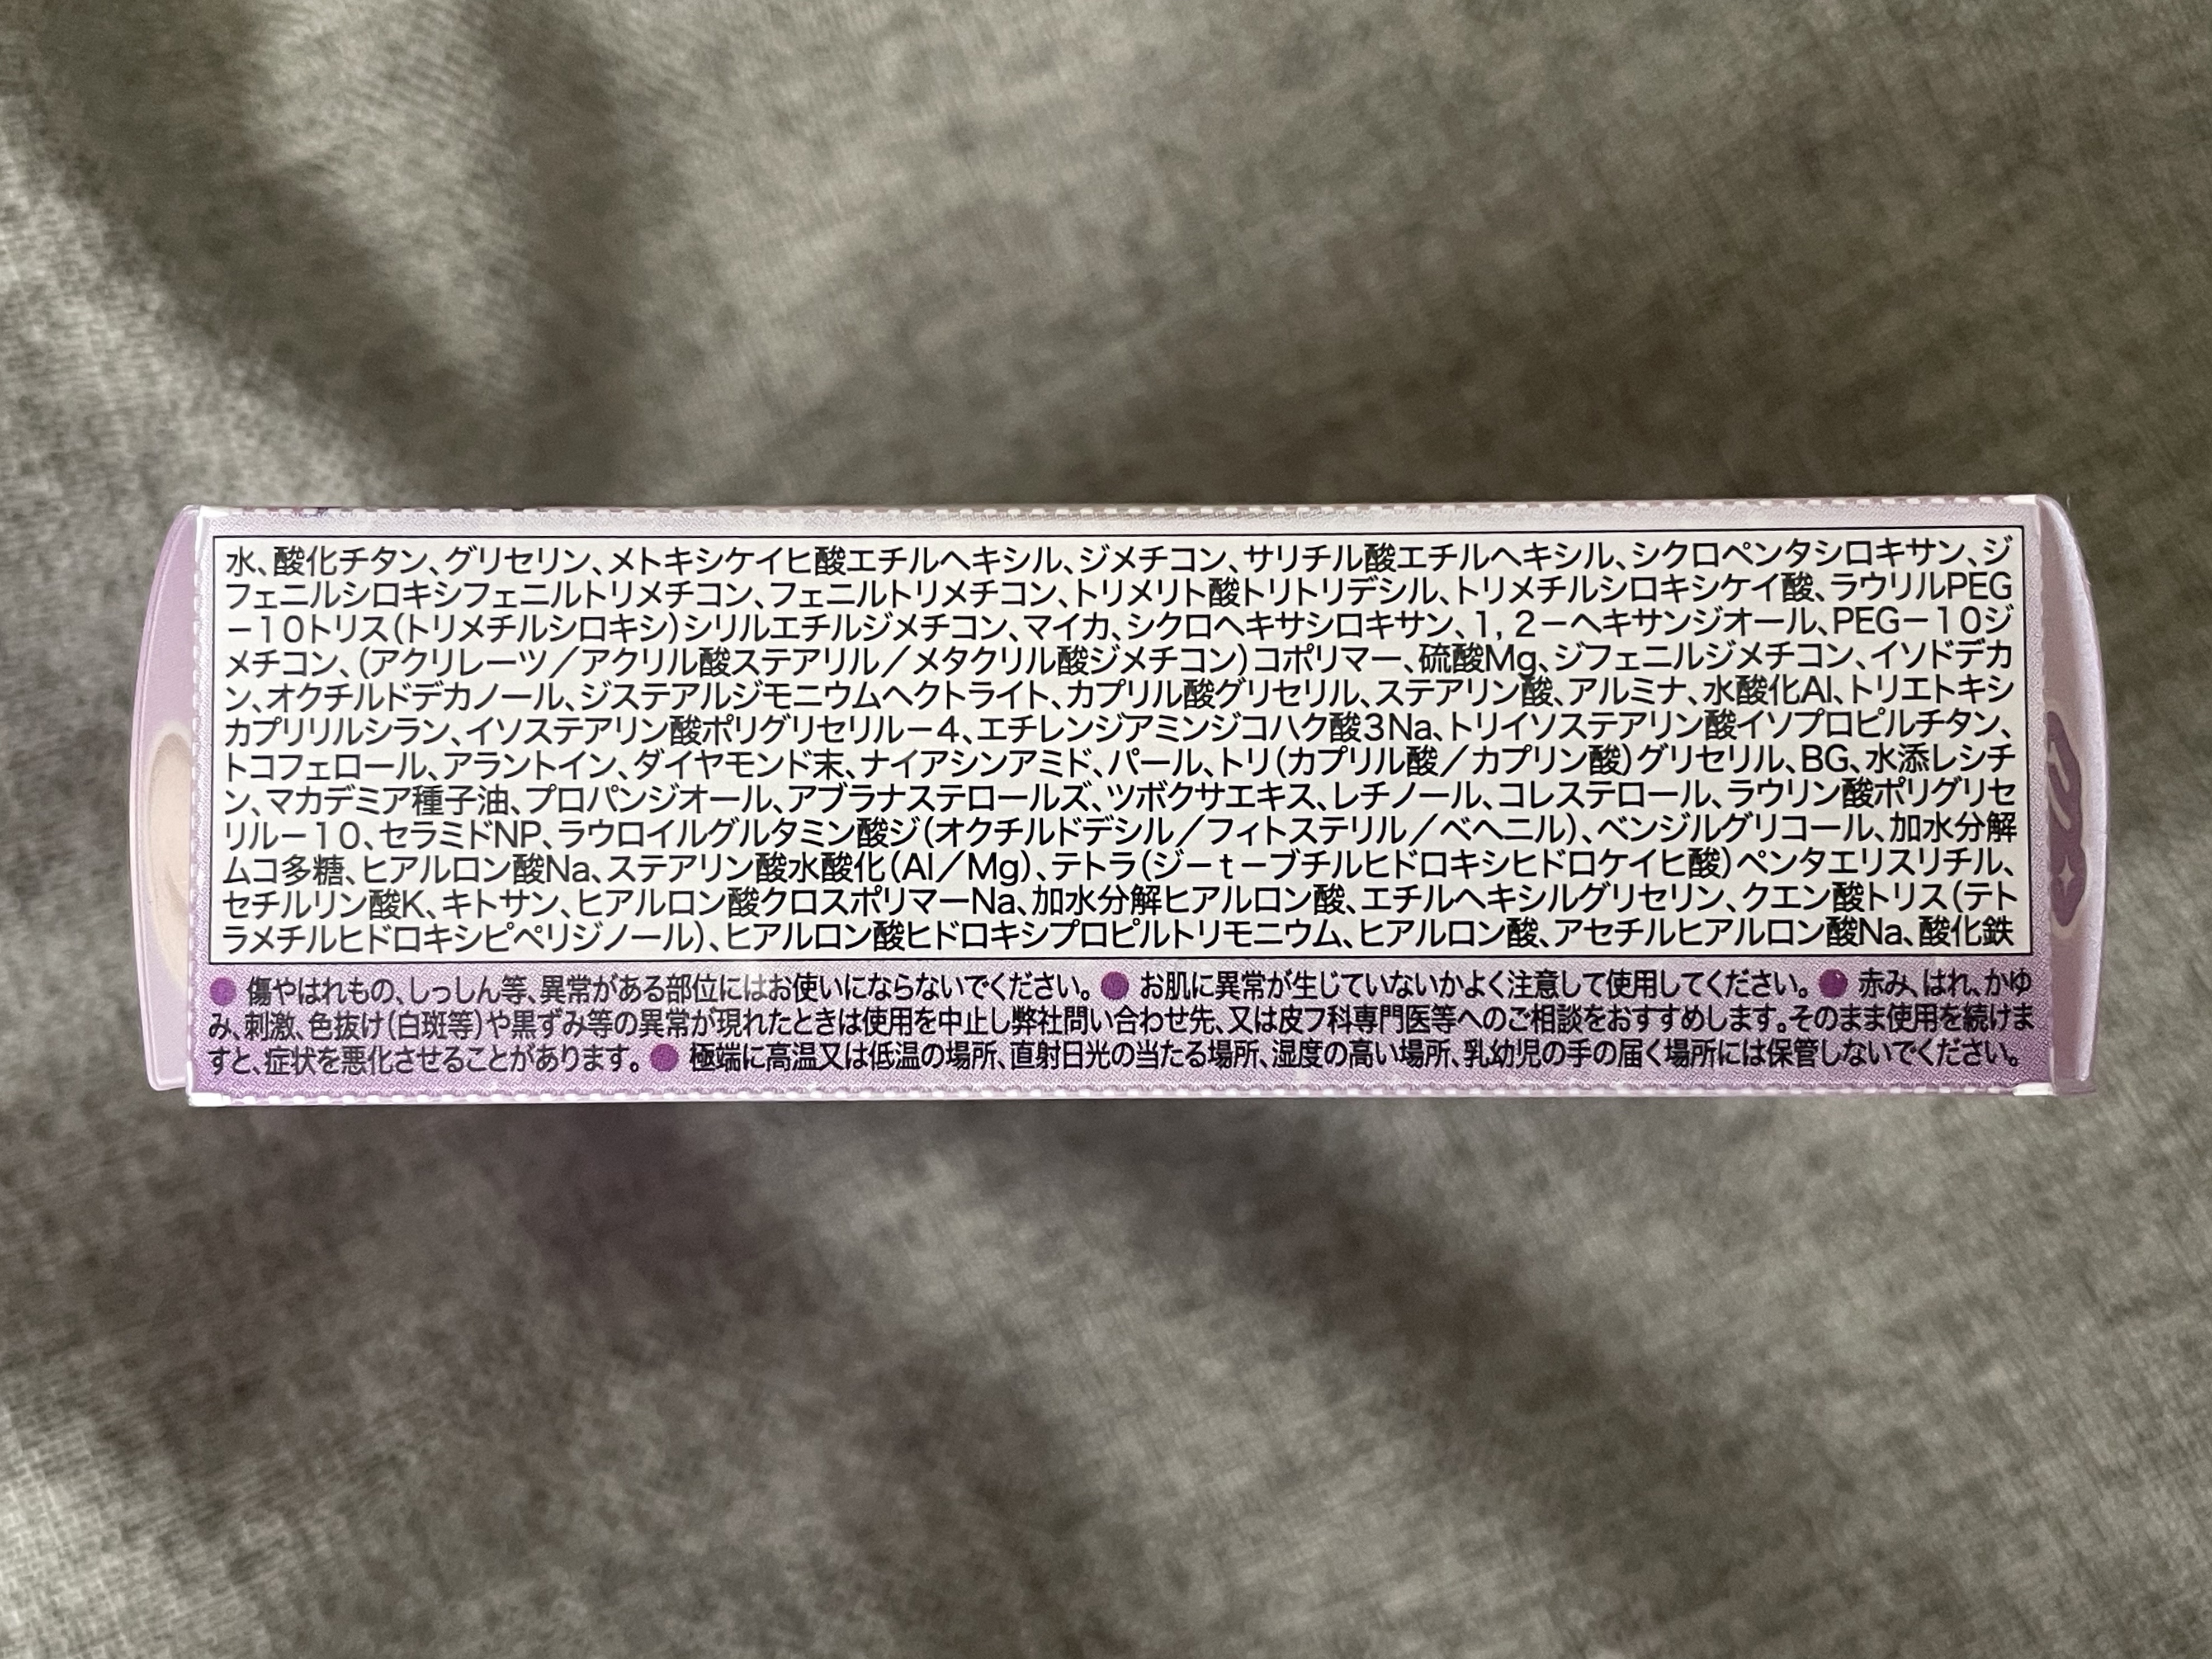 水、酸化チタン、グリセリン、メトキシケイヒ酸エチルヘキシル、ジメチコン、サリチル酸エチルヘキシル、シクロペンタシロキサン、ジ
フェニルシロキシフェニルトリメチコン、フェニルトリメチコン、トリメリト酸トリトリデシル、トリメチルシロキシケイ酸、ラウリルPEG
－１０トリス（トリメチルシロキシ）シリルエチルジメチコン、マイカ、シクロヘキサシロキサン、１，２－ヘキサンジオール、PEG－１０ジ
メチコン、（アクリレーツ／アクリル酸ステアリル／メタクリル酸ジメチコン）コポリマー、硫酸Mg、ジフェニルジメチコン、イソドデカ
ン、オクチルドデカノール、ジステアルジモニウムヘクトライト、カプリル酸グリセリル、ステアリン酸、アルミナ、水酸化Al、トリエトキシ
カプリリルシラン、イソステアリン酸ポリグリセリル－４、エチレンジアミンジコハク酸３Na、トリイソステアリン酸イソプロピルチタン、
トコフェロール、アラントイン、ダイヤモンド末、ナイアシンアミド、パール、トリ（カプリル酸／カプリン酸）グリセリル、BG、水添レシチ
ン、マカデミア種子油、プロパンジオール、アブラナステロールズ、ツボクサエキス、レチノール、コレステロール、ラウリン酸ポリグリセ
リル－１０、セラミドNP、ラウロイルグルタミン酸ジ（オクチルドデシル／フィトステリル／ベヘニル）、ベンジルグリコール、加水分解
ムコ多糖、ヒアルロン酸Na、ステアリン酸水酸化（Al／Mg）、テトラ（ジ－ｔ－ブチルヒドロキシヒドロケイヒ酸）ペンタエリスリチル、
セチルリン酸K、キトサン、ヒアルロン酸クロスポリマーNa、加水分解ヒアルロン酸、エチルヘキシルグリセリン、クエン酸トリス（テト
ラメチルヒドロキシピペリジノール）、ヒアルロン酸ヒドロキシプロピルトリモニウム、ヒアルロン酸、アセチルヒアルロン酸Na、酸化鉄
● 傷やはれもの、しっしん等、異常がある部位にはお使いにならないでください。● お肌に異常が生じていないかよく注意して使用してください。● 赤み、はれ、かゆ
み、刺激、色抜け（白斑等）や黒ずみ等の異常が現れたときは使用を中止し弊社問い合わせ先、又は皮フ科専門医等へのご相談をおすすめします。そのまま使用を続けま
すと、症状を悪化させることがあります。● 極端に高温又は低温の場所、直射日光の当たる場所、湿度の高い場所、乳幼児の手の届く場所には保管しないでください。